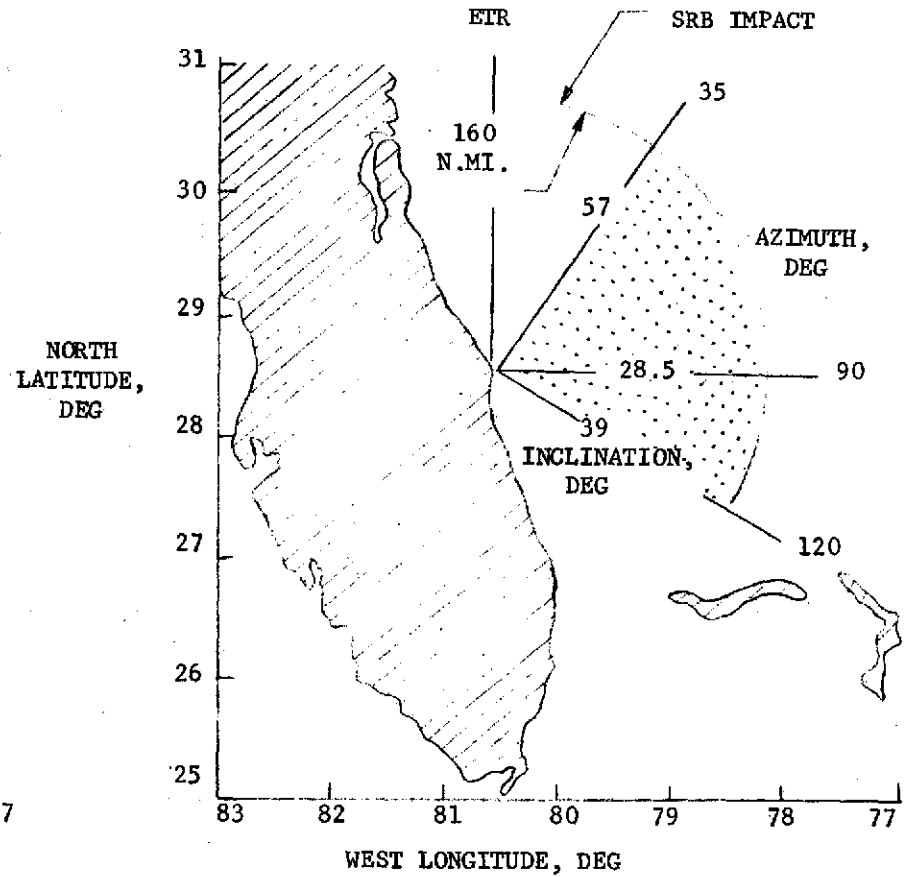 ETR
SRB IMPACT
31
35
160
N.MI.
30
57
AZIMUTH,
DEG
29
NORTH
LATITUDE,
DEG
28.5
90
28
39
INCLINATION,
DEG
27
120
26
25
7
83
82
81
80
79
78
77
WEST LONGITUDE, DEG